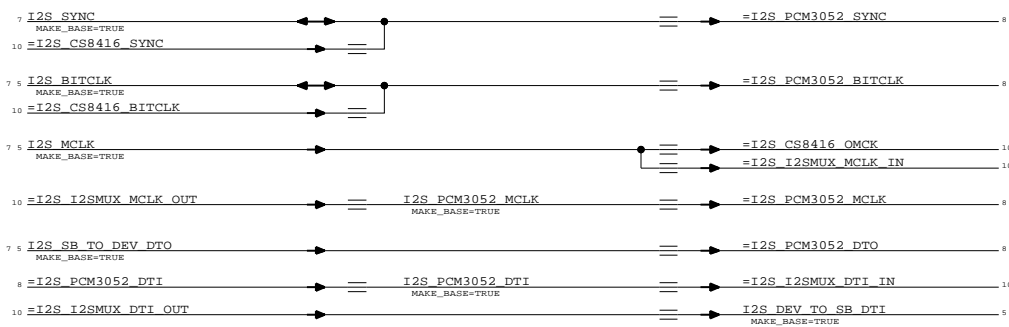 7 I2S_SYNC =I2S_PCM3052_SYNC 8
MAKE_BASE=TRUE
10 =I2S_CS8416_SYNC
7 5 I2S_BITCLK =I2S_PCM3052_BITCLK 8
MAKE_BASE=TRUE
10 =I2S_CS8416_BITCLK
7 5 I2S_MCLK =I2S_CS8416_OMCK 10
MAKE_BASE=TRUE
=I2S_I2SMUX_MCLK_IN 10
10 =I2S_I2SMUX_MCLK_OUT I2S_PCM3052_MCLK =I2S_PCM3052_MCLK 8
MAKE_BASE=TRUE
7 5 I2S_SB_TO_DEV_DTO =I2S_PCM3052_DTO 8
MAKE_BASE=TRUE
8 =I2S_PCM3052_DTI I2S_PCM3052_DTI =I2S_I2SMUX_DTI_IN 10
MAKE_BASE=TRUE
10 =I2S_I2SMUX_DTI_OUT I2S_DEV_TO_SB_DTI 5
MAKE_BASE=TRUE